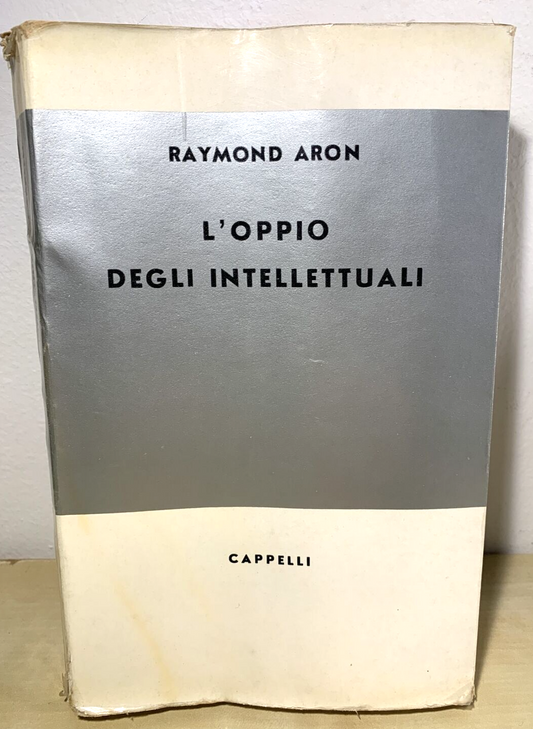 RAYMOND ARON
L'OPPIO
DEGLI INTELLETTUALI
CAPPELLI